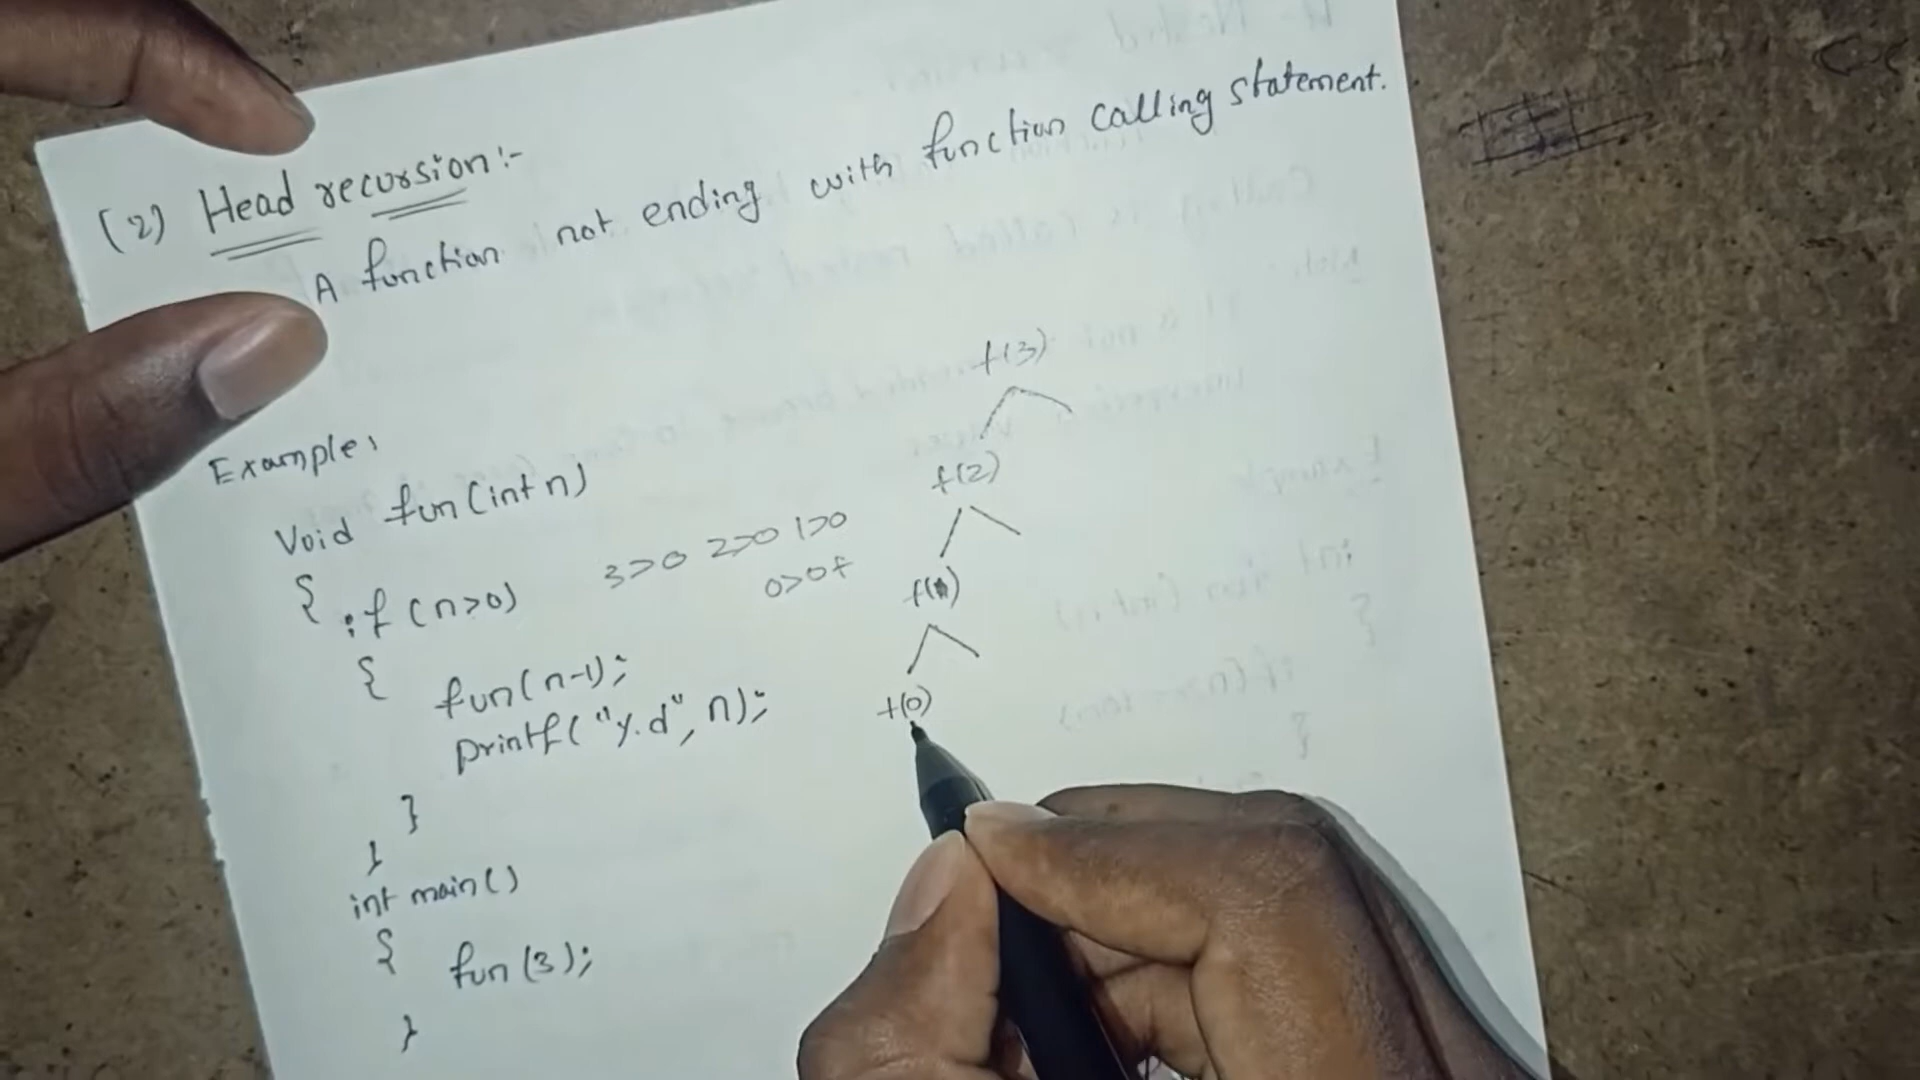 (2) Head recursion:-
A function not ending with function calling statement.
Example:
Void fun(int n)
{
if (n>0)
3>0 2>0 1>0
0>0 f
{
fun(n-1);
printf("%d", n);
}
}
int main()
{
fun(3);
}
f(3)
f(2)
f(1)
f(0)